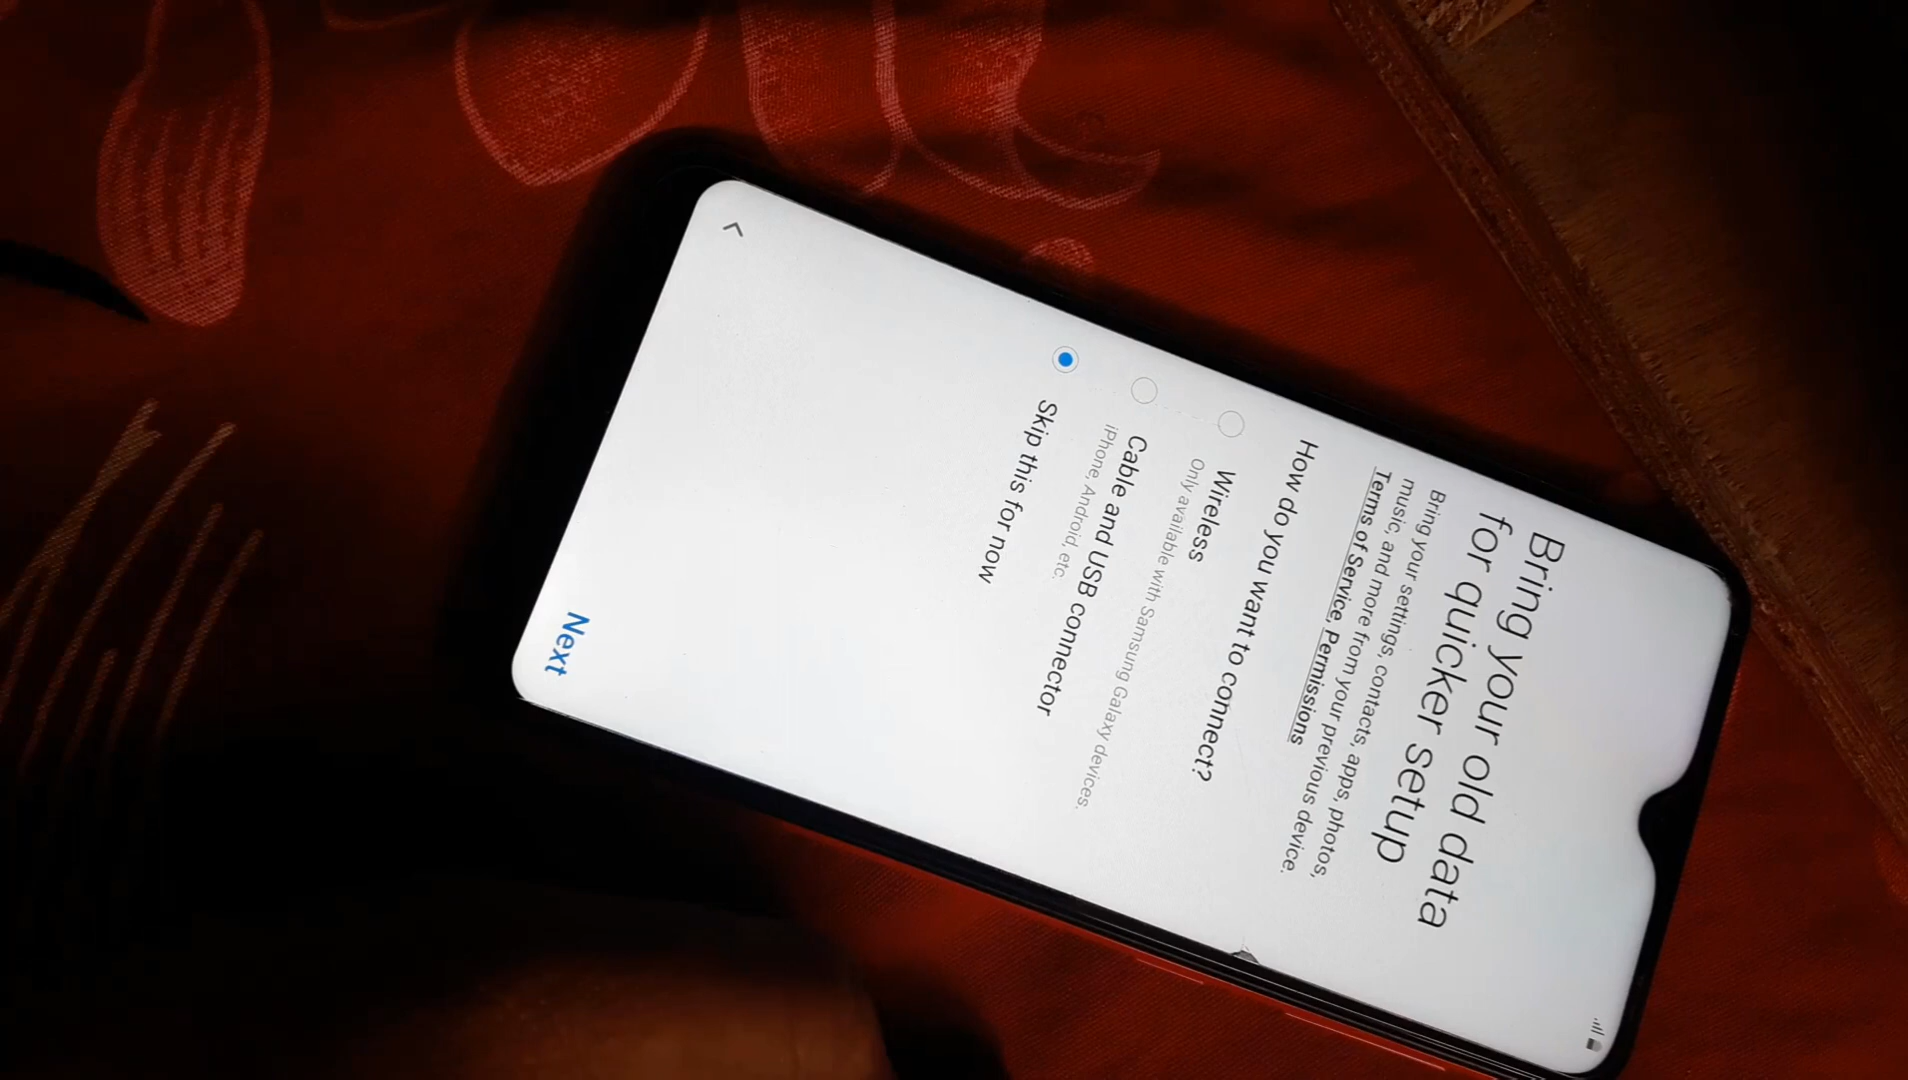 Bring your old data
for quicker setup
Bring your settings, contacts, apps, photos,
music, and more from your previous device.
Terms of Service, Permissions
How do you want to connect?
Wireless
Only available with Samsung Galaxy devices.
Cable and USB connector
iPhone, Android, etc.
Skip this for now
Next